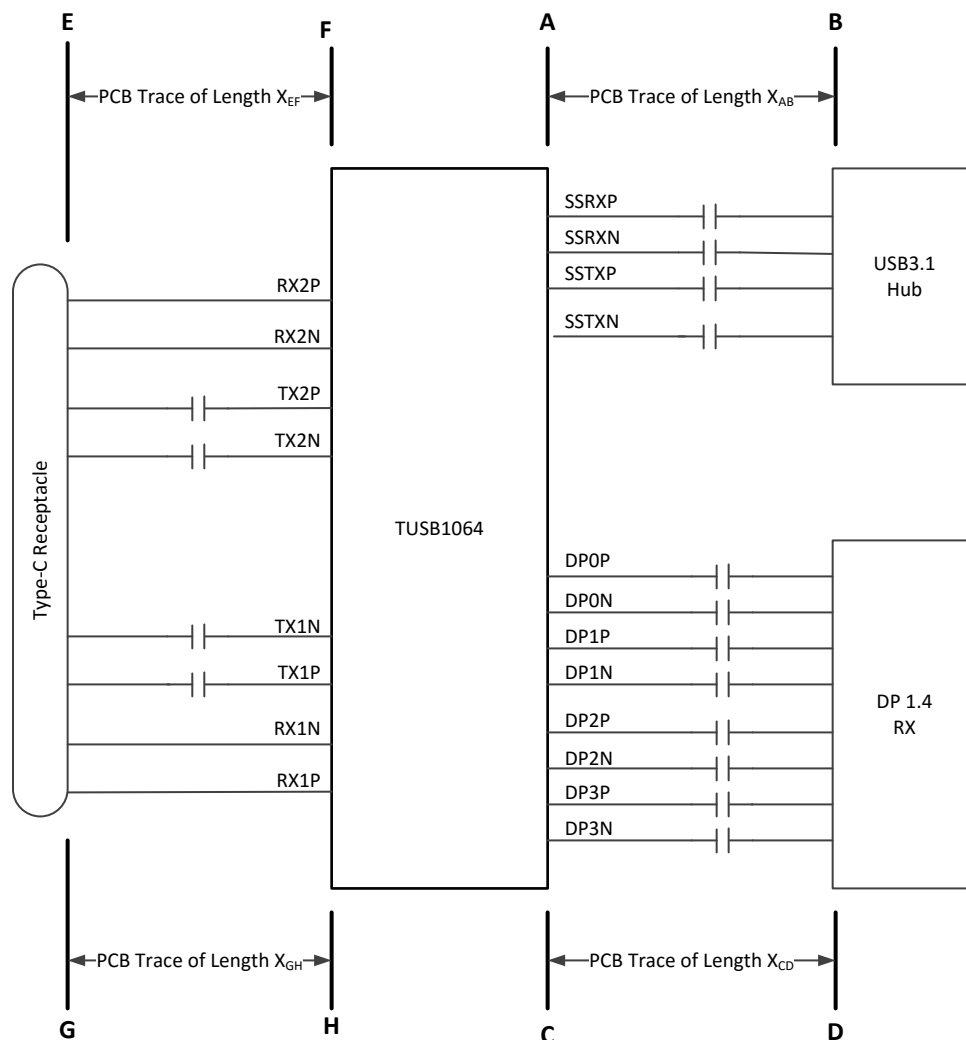 E
F
A
B
PCB Trace of Length XEF
PCB Trace of Length XAB
SSRXP
SSRXN
SSTXP
SSTXN
USB3.1
Hub
RX2P
RX2N
TX2P
TX2N
Type-C Receptacle
TUSB1064
TX1N
TX1P
RX1N
RX1P
DP0P
DP0N
DP1P
DP1N
DP2P
DP2N
DP3P
DP3N
DP 1.4
RX
PCB Trace of Length XGH
PCB Trace of Length XCD
G
H
C
D